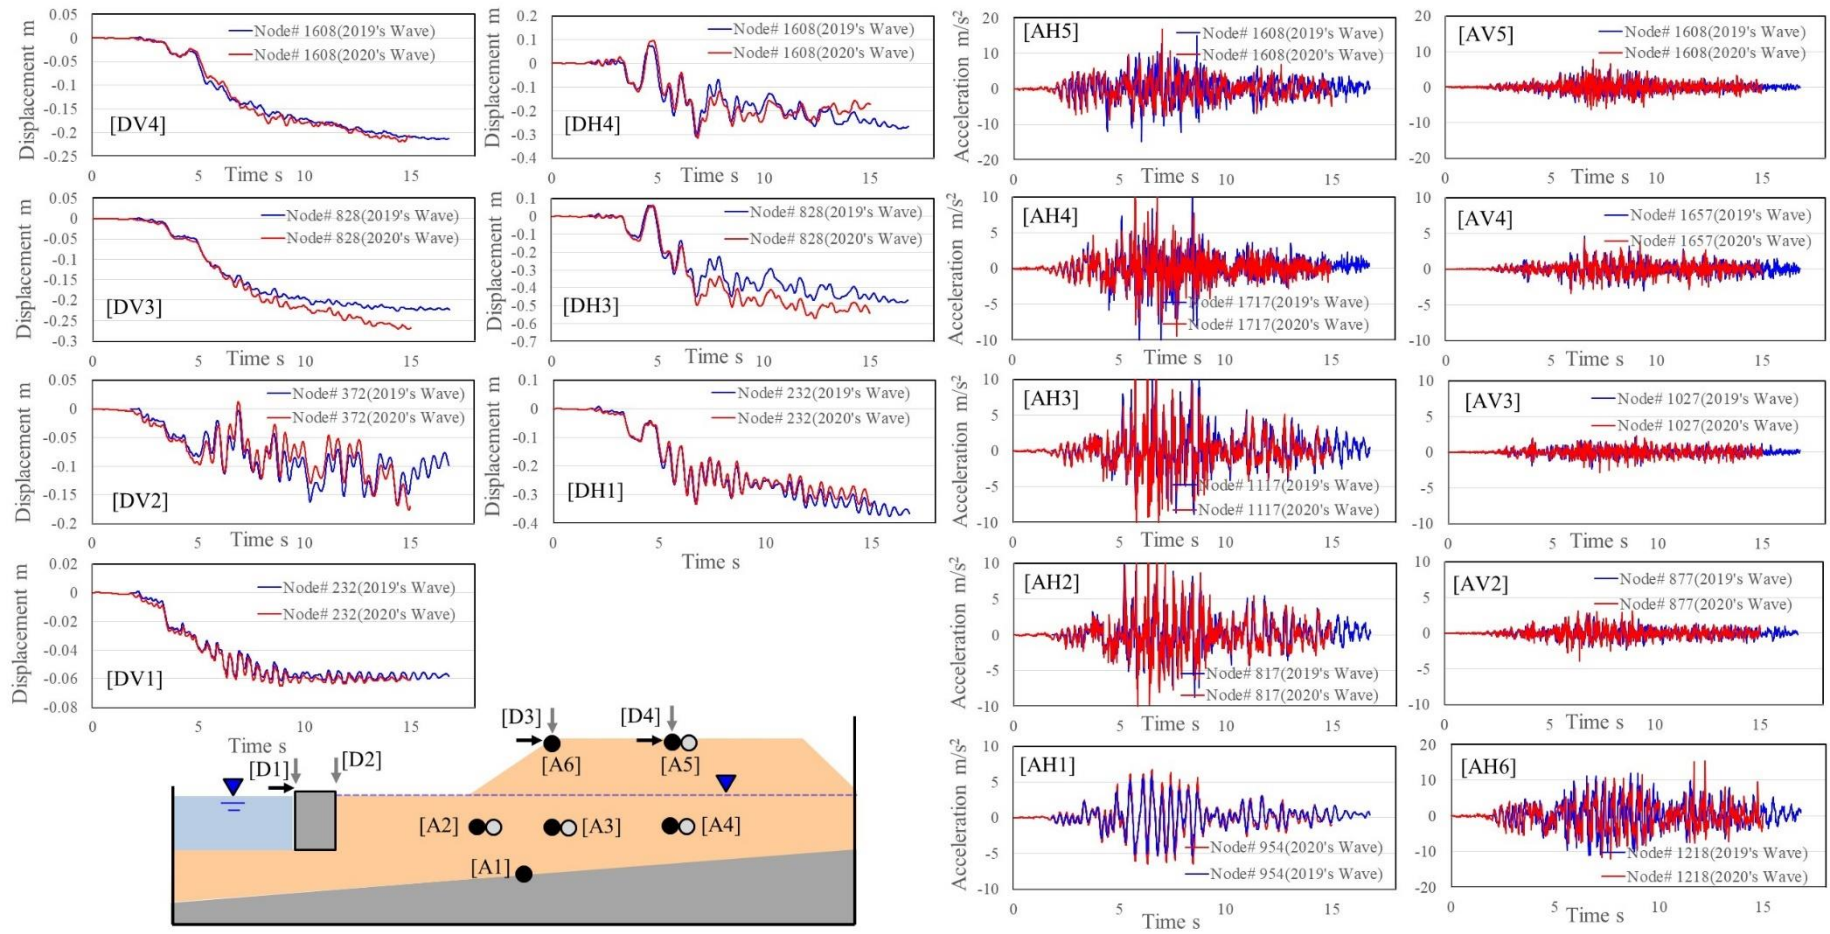 Displacement m
0.05
0
-0.05
-0.1
-0.15
-0.2
-0.25
Node# 1608(2019's Wave)
Node# 1608(2020's Wave)
[DV4]
0
5
Time s
10
15
Displacement m
0.2
0.1
0
-0.1
-0.2
-0.3
-0.4
Node# 1608(2019's Wave)
Node# 1608(2020's Wave)
[DH4]
0
5
Time s
10
15
Acceleration m/s2
20
10
0
-10
-20
[AH5]
Node# 1608(2019's Wave)
Node# 1608(2020's Wave)
0
5
10
15
20
10
0
-10
-20
[AV5]
Node# 1608(2019's Wave)
Node# 1608(2020's Wave)
5
10
15
Displacement m
0.05
0
-0.05
-0.1
-0.15
-0.2
-0.25
-0.3
Node# 828(2019's Wave)
Node# 828(2020's Wave)
[DV3]
0
5
Time s
10
15
Displacement m
0.1
0
-0.1
-0.2
-0.3
-0.4
-0.5
-0.6
-0.7
Node# 828(2019's Wave)
Node# 828(2020's Wave)
[DH3]
0
5
Time s
10
15
Acceleration m/s2
10
5
0
-5
-10
[AH4]
Node# 1717(2019's Wave)
Node# 1717(2020's Wave)
0
5
10
15
10
5
0
-5
-10
[AV4]
Node# 1657(2019's Wave)
Node# 1657(2020's Wave)
5
10
15
Displacement m
0.05
0
-0.05
-0.1
-0.15
-0.2
Node# 372(2019's Wave)
Node# 372(2020's Wave)
[DV2]
0
5
Time s
10
15
Displacement m
0.1
0
-0.1
-0.2
-0.3
-0.4
Node# 232(2019's Wave)
Node# 232(2020's Wave)
[DH1]
0
5
10
15
Time s
Acceleration m/s2
10
5
0
-5
-10
[AH3]
Node# 1117(2019's Wave)
Node# 1117(2020's Wave)
0
5
10
15
10
5
0
-5
-10
[AV3]
Node# 1027(2019's Wave)
Node# 1027(2020's Wave)
5
10
15
Displacement m
0.02
0
-0.02
-0.04
-0.06
-0.08
Node# 232(2019's Wave)
Node# 232(2020's Wave)
[DV1]
0
5
10
15
Time s
Acceleration m/s2
10
5
0
-5
-10
[AH2]
Node# 817(2019's Wave)
Node# 817(2020's Wave)
0
5
10
15
10
5
0
-5
-10
[AV2]
Node# 877(2019's Wave)
Node# 877(2020's Wave)
5
10
15
[D1]
[D2]
[D3]
[D4]
[A6]
[A5]
[A2]
[A3]
[A4]
[A1]
Acceleration m/s2
10
5
0
-5
-10
[AH1]
Node# 954(2020's Wave)
Node# 954(2019's Wave)
0
5
10
15
Time s
20
10
0
-10
-20
[AH6]
Node# 1218(2019's Wave)
Node# 1218(2020's Wave)
0
5
10
15
Time s